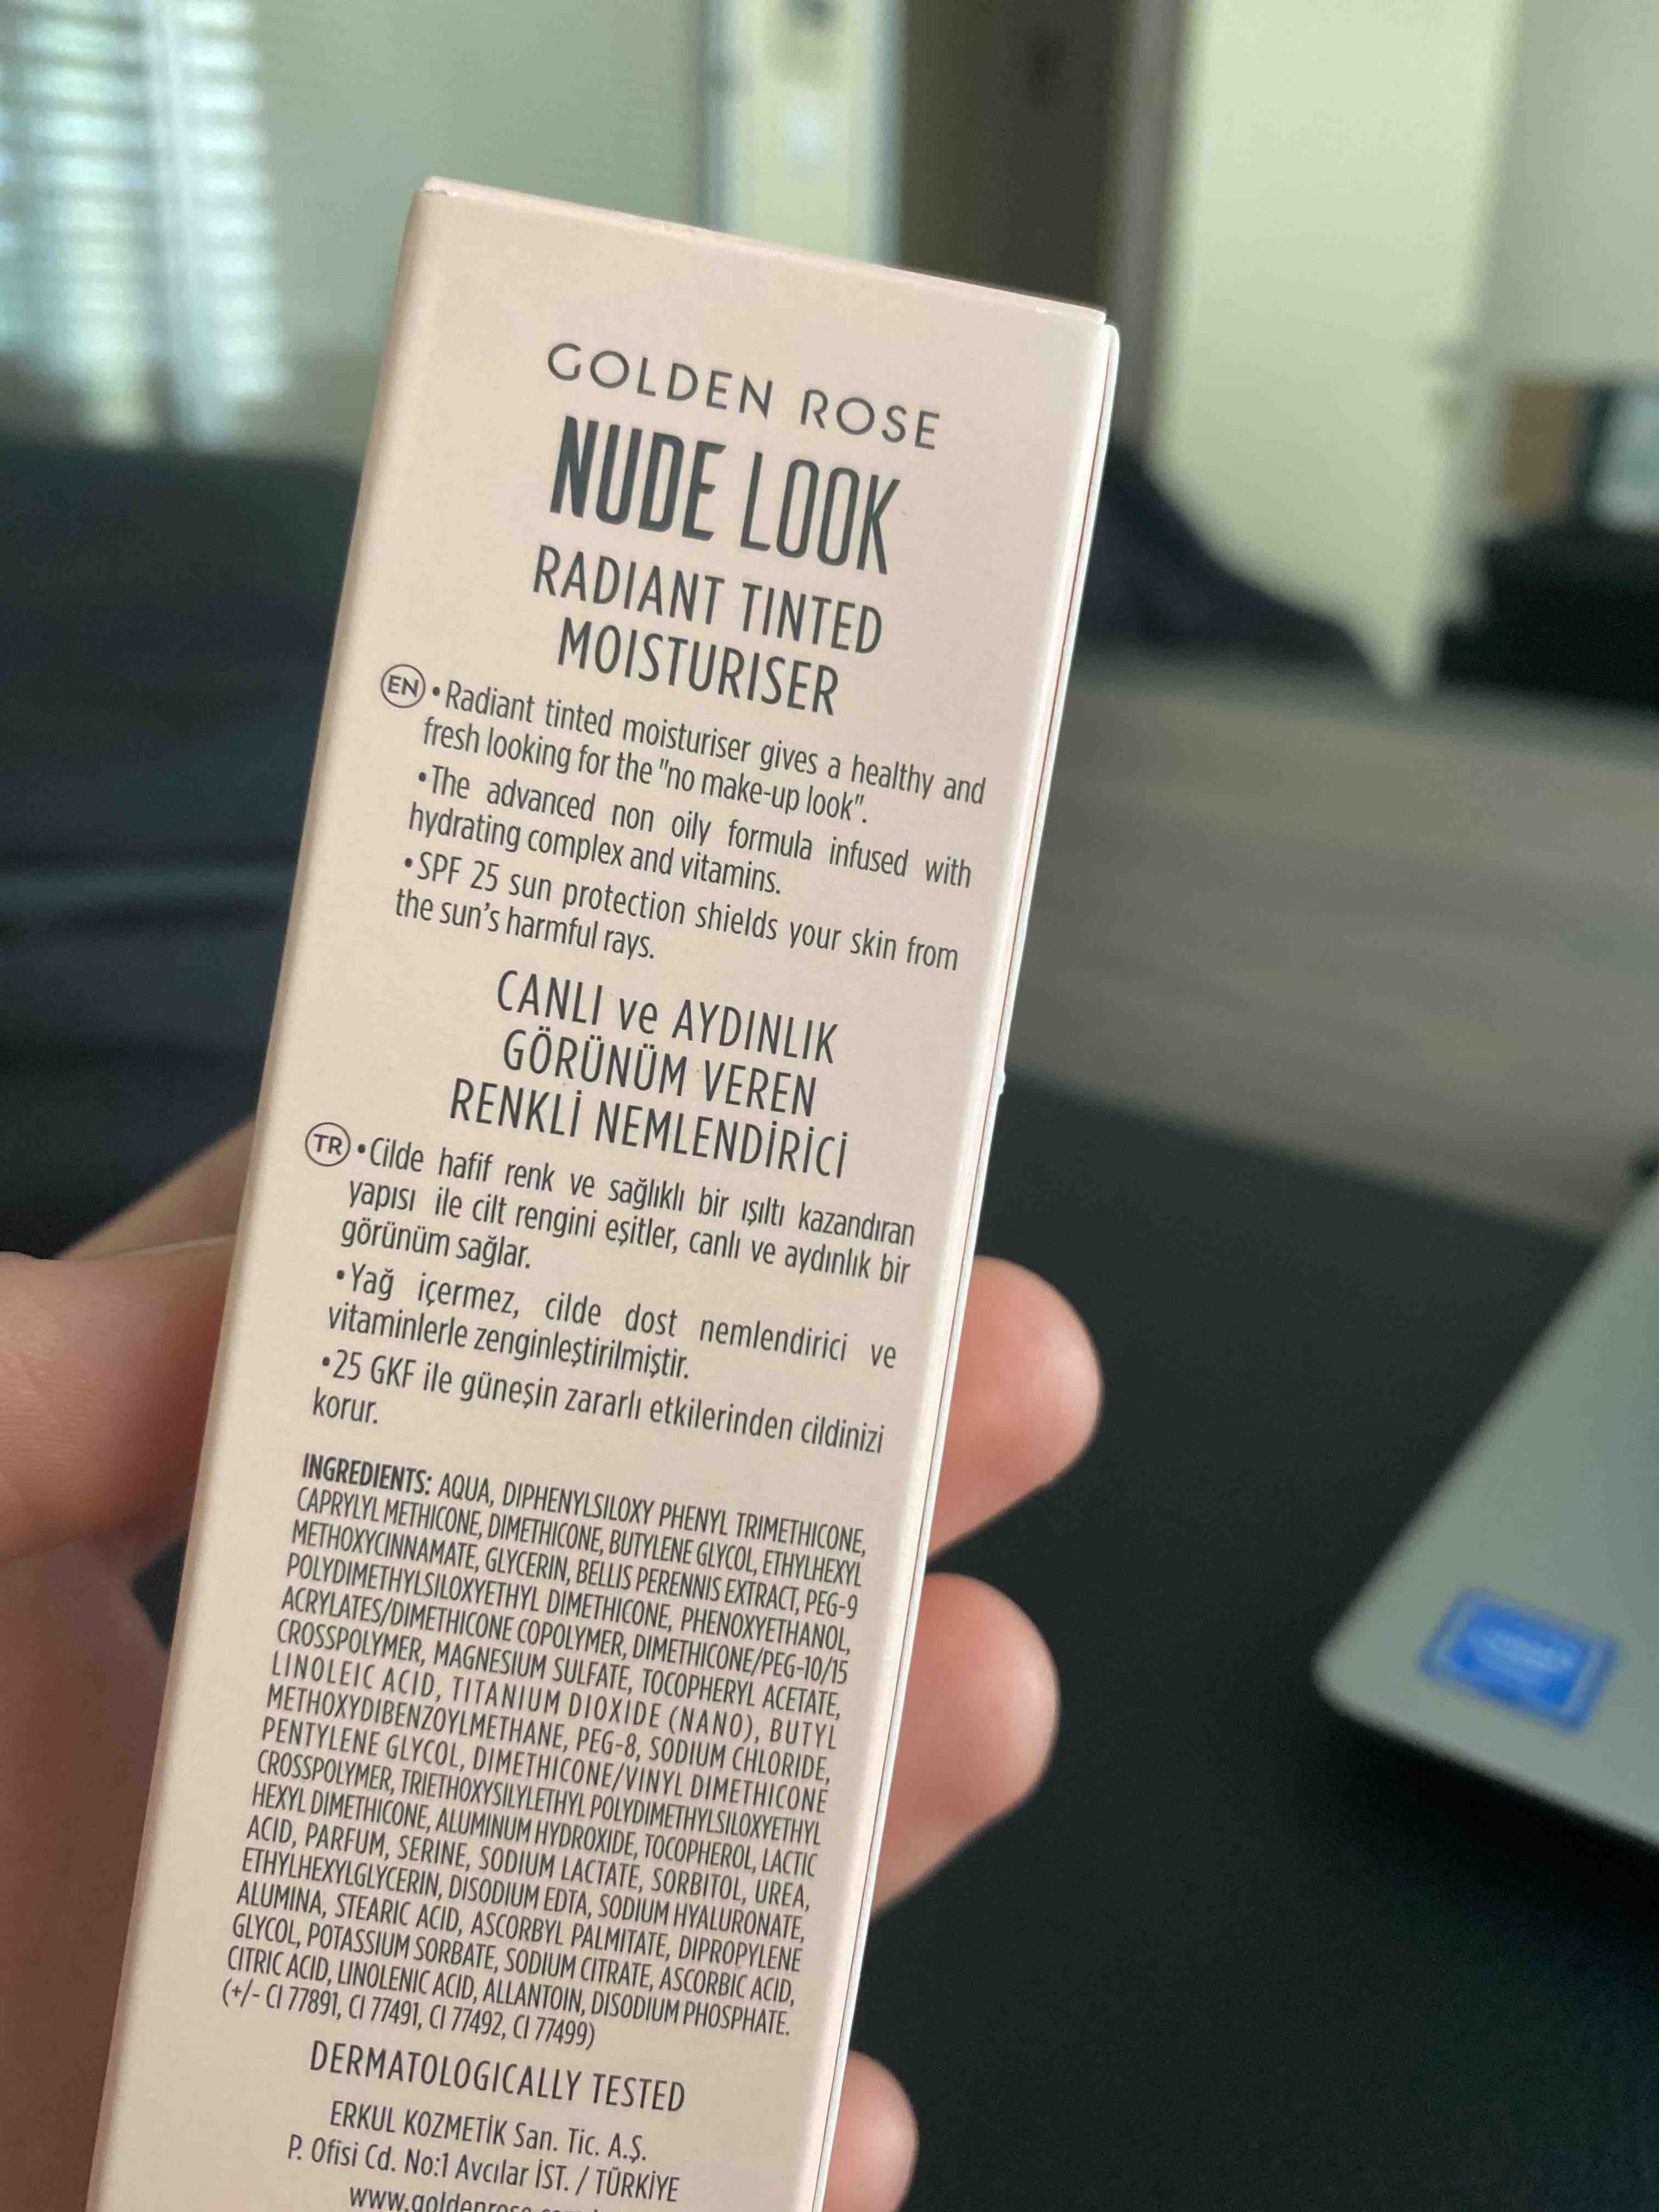 GOLDEN ROSE
NUDE LOOK
RADIANT TINTED
MOISTURISER
EN • Radiant tinted moisturiser gives a healthy and
fresh looking for the "no make-up look".
• The advanced non oily formula infused with
hydrating complex and vitamins.
• SPF 25 sun protection shields your skin from
the sun's harmful rays.
CANLI ve AYDINLIK
GÖRÜNÜM VEREN
RENKLİ NEMLENDİRİCİ
TR • Cilde hafif renk ve sağlıklı bir ışıltı kazandıran
yapısı ile cilt rengini eşitler, canlı ve aydınlık bir
görünüm sağlar.
• Yağ içermez, cilde dost nemlendirici ve
vitaminlerle zenginleştirilmiştir.
• 25 GKF ile güneşin zararlı etkilerinden cildinizi
korur.
INGREDIENTS: AQUA, DIPHENYLSILOXY PHENYL TRIMETHICONE,
CAPRYLYL METHICONE, DIMETHICONE, BUTYLENE GLYCOL, ETHYLHEXYL
METHOXYCINNAMATE, GLYCERIN, BELLIS PERENNIS EXTRACT, PEG-9
POLYDIMETHYLSILOXYETHYL DIMETHICONE, PHENOXYETHANOL,
ACRYLATES/DIMETHICONE COPOLYMER, DIMETHICONE/PEG-10/15
CROSSPOLYMER, MAGNESIUM SULFATE, TOCOPHERYL ACETATE,
LINOLEIC ACID, TITANIUM DIOXIDE (NANO), BUTYL
METHOXYDIBENZOYLMETHANE, PEG-8, SODIUM CHLORIDE,
PENTYLENE GLYCOL, DIMETHICONE/VINYL DIMETHICONE
CROSSPOLYMER, TRIETHOXYSILYLETHYL POLYDIMETHYLSILOXYETHYL
HEXYL DIMETHICONE, ALUMINUM HYDROXIDE, TOCOPHEROL, LACTIC
ACID, PARFUM, SERINE, SODIUM LACTATE, SORBITOL, UREA,
ETHYLHEXYLGLYCERIN, DISODIUM EDTA, SODIUM HYALURONATE,
ALUMINA, STEARIC ACID, ASCORBYL PALMITATE, DIPROPYLENE
GLYCOL, POTASSIUM SORBATE, SODIUM CITRATE, ASCORBIC ACID,
CITRIC ACID, LINOLENIC ACID, ALLANTOIN, DISODIUM PHOSPHATE.
(+/- CI 77891, CI 77491, CI 77492, CI 77499)
DERMATOLOGICALLY TESTED
ERKUL KOZMETİK San. Tic. A.Ş.
P. Ofisi Cd. No:1 Avcılar İST. / TÜRKİYE